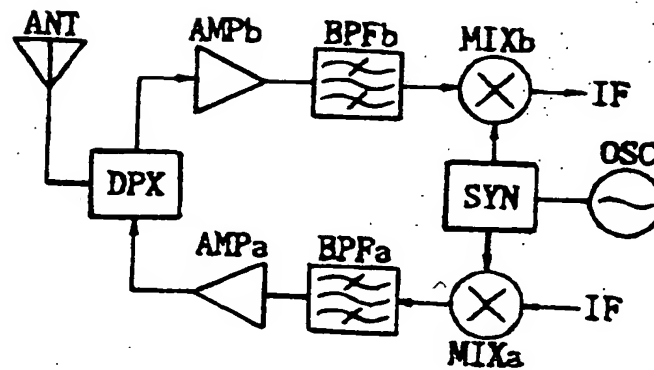 ANT
AMPb
BPFb
MIXb
IF
DPX
SYN
OSC
AMPa
BPFa
IF
MIXa